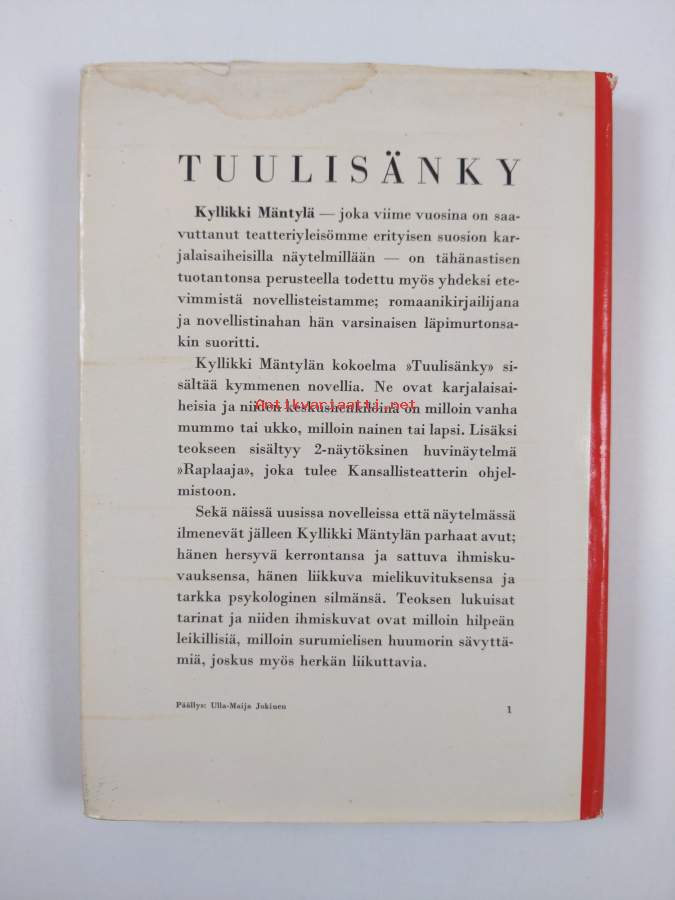 TUULISÄNKY
Kyllikki Mäntylä — joka viime vuosina on saa-
vuttanut teatteriyleisömme erityisen suosion kar-
jalaisaiheisilla näytelmillään — on tähänastisen
tuotantonsa perusteella todettu myös yhdeksi ete-
vimmistä novellisteistamme; romaanikirjailijana
ja novellistinahan hän varsinaisen läpimurtonsa-
kin suoritti.
Kyllikki Mäntylän kokoelma »Tuulisänky» si-
sältää kymmenen novellia. Ne ovat karjalaisai-
heisia ja niiden keskushenkilöinä on milloin vanha
Antikvariaatti.net
mummo tai ukko, milloin nainen tai lapsi. Lisäksi
teokseen sisältyy 2-näytöksinen huvinäytelmä
»Raplaaja», joka tulee Kansallisteatterin ohjel-
mistoon.
Sekä näissä uusissa novelleissa että näytelmässä
ilmenevät jälleen Kyllikki Mäntylän parhaat avut;
hänen hersyvä kerrontansa ja sattuva ihmisku-
vauksensa, hänen liikkuva mielikuvituksensa ja
tarkka psykologinen silmänsä. Teoksen lukuisat
tarinat ja niiden ihmiskuvat ovat milloin hilpeän
leikillisiä, milloin surumielisen huumorin sävyttä-
miä, joskus myös herkän liikuttavia.
Päällys: Ulla-Maija Jokinen
1